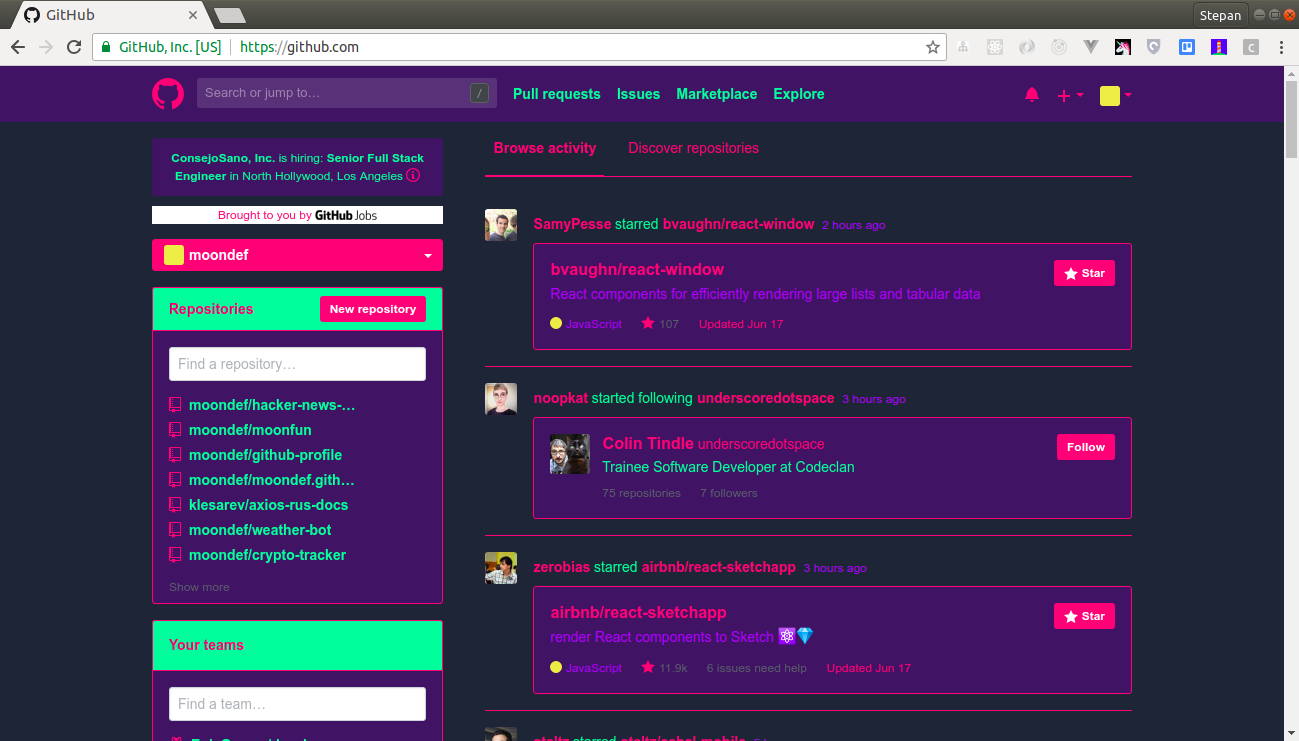 GitHub
Stepan
GitHub, Inc. [US]
https://github.com
Search or jump to…
/
Pull requests
Issues
Marketplace
Explore
ConsejoSano, Inc. is hiring: Senior Full Stack
Engineer in North Hollywood, Los Angeles
Brought to you by GitHub Jobs
moondef
Repositories
New repository
Find a repository…
moondef/hacker-news-…
moondef/moonfun
moondef/github-profile
moondef/moondef.gith…
klesarev/axios-rus-docs
moondef/weather-bot
moondef/crypto-tracker
Show more
Your teams
Find a team…
Browse activity
Discover repositories
SamyPesse starred bvaughn/react-window 2 hours ago
bvaughn/react-window
Star
React components for efficiently rendering large lists and tabular data
JavaScript
107
Updated Jun 17
noopkat started following underscoredotspace 3 hours ago
Colin Tindle underscoredotspace
Follow
Trainee Software Developer at Codeclan
75 repositories
7 followers
zerobias starred airbnb/react-sketchapp 3 hours ago
airbnb/react-sketchapp
Star
render React components to Sketch ⚛️💎
JavaScript
11.9k
6 issues need help
Updated Jun 17